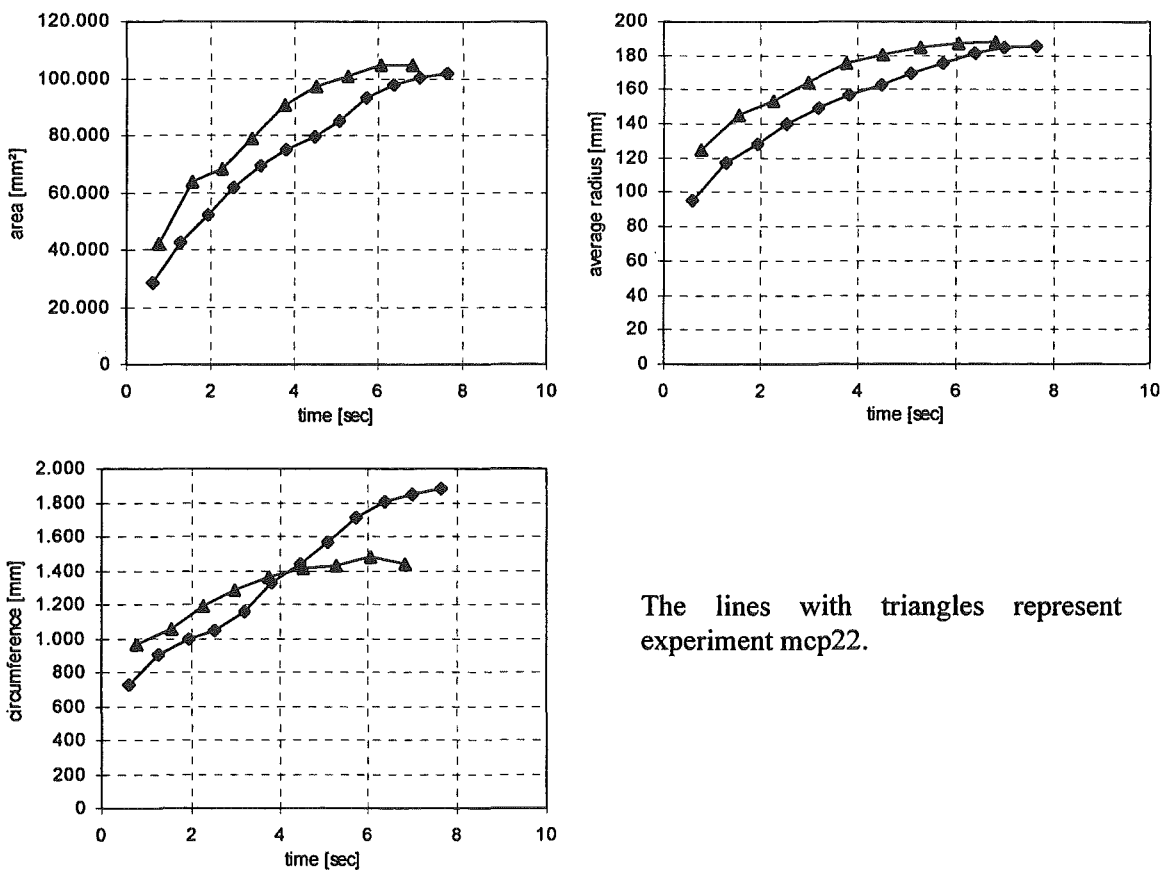 120.000
100.000
80.000
60.000
40.000
20.000
0
area [mm²]
0 2 4 6 8 10
time [sec]
200
180
160
140
120
100
80
60
40
20
0
average radius [mm]
0 2 4 6 8 10
time [sec]
2.000
1.800
1.600
1.400
1.200
1.000
800
600
400
200
0
circumference [mm]
0 2 4 6 8 10
time [sec]
The lines with triangles represent
experiment mcp22.